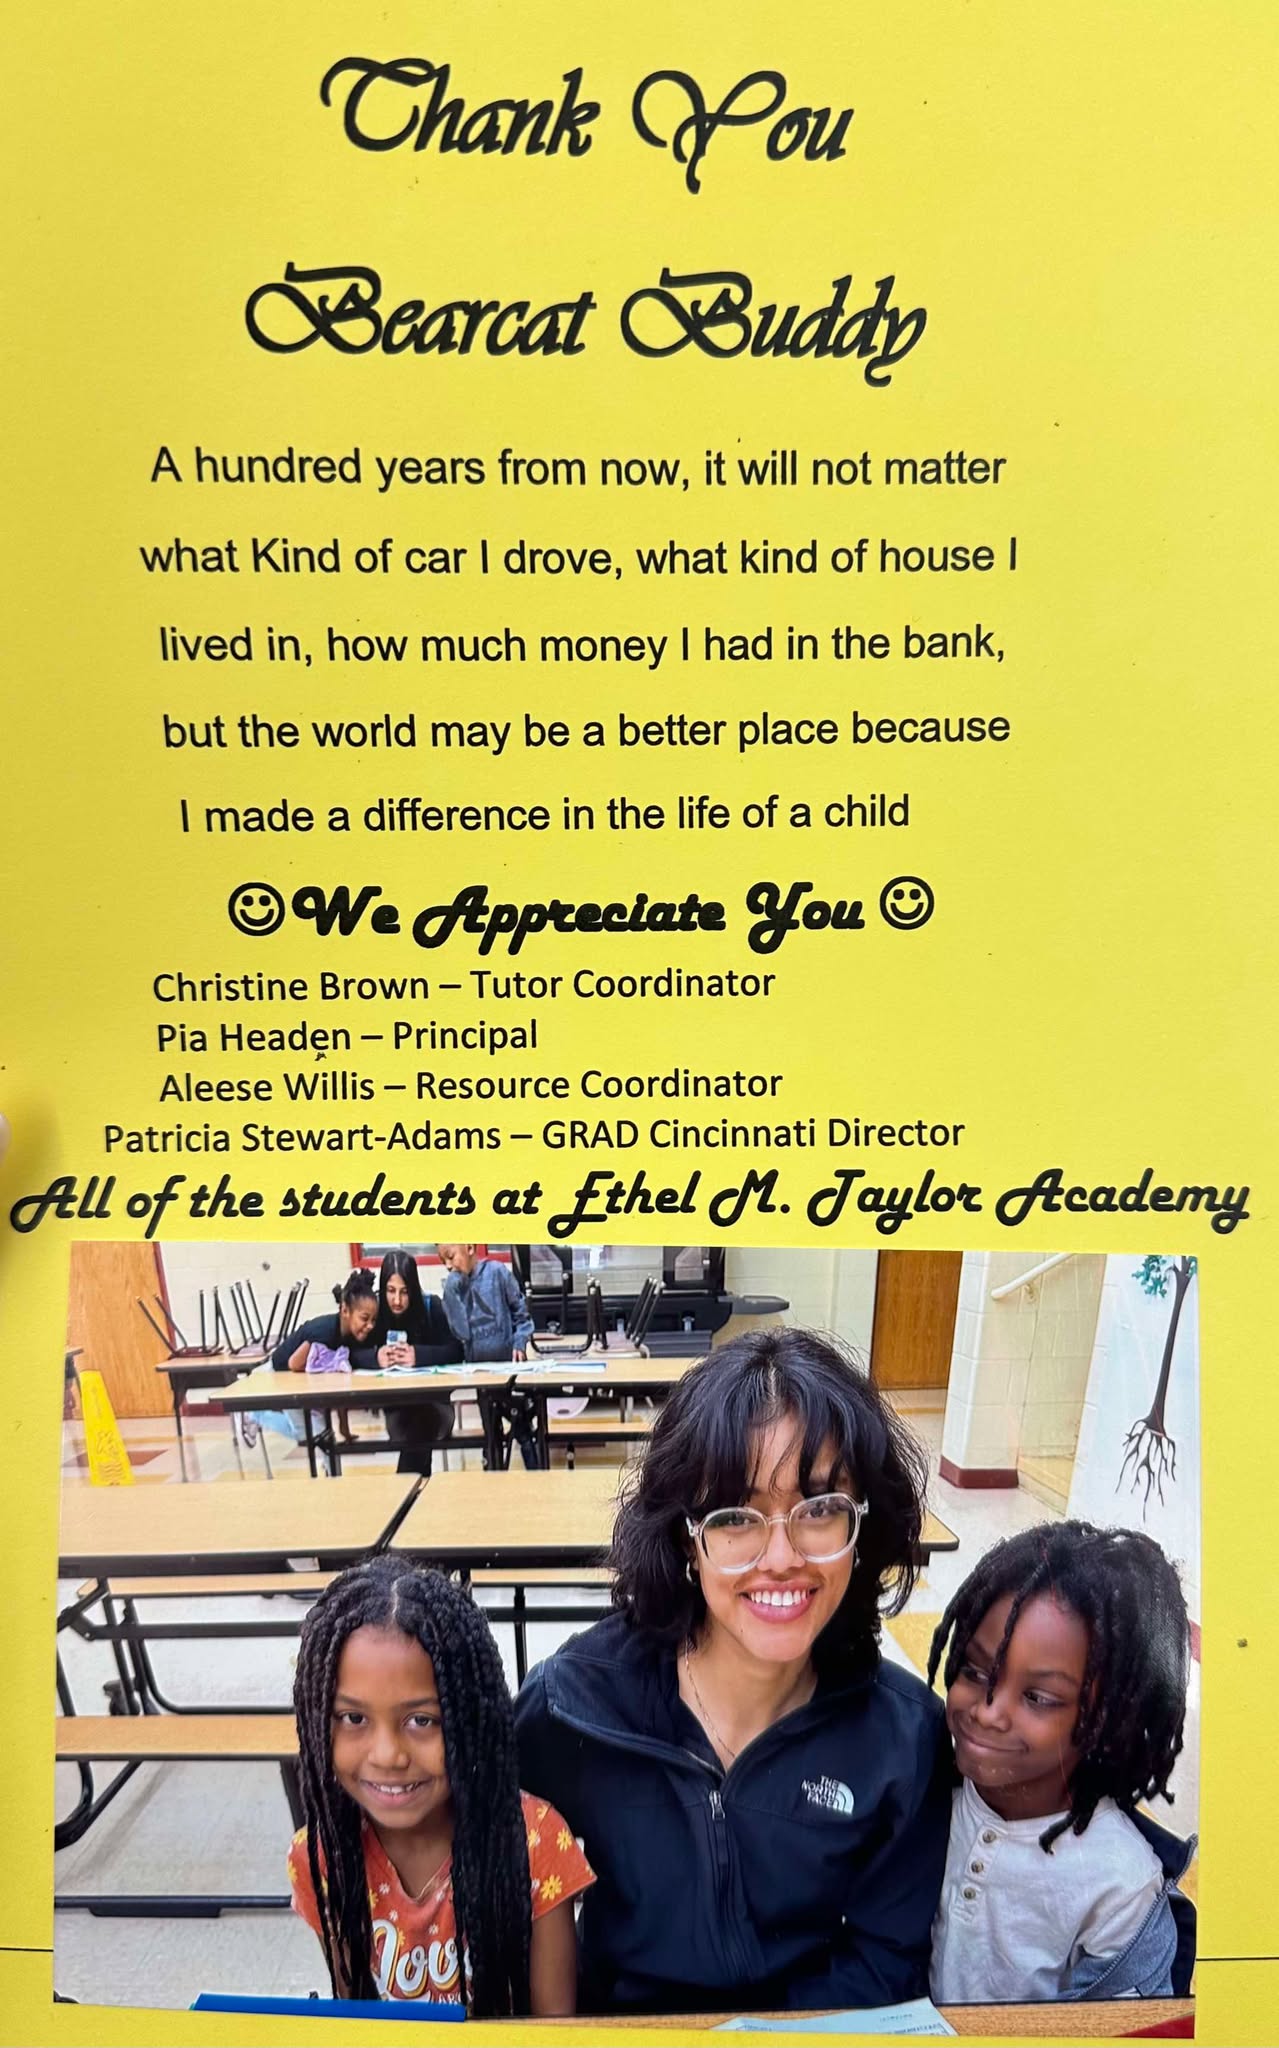 Thank You
Bearcat Buddy
A hundred years from now, it will not matter
what Kind of car I drove, what kind of house I
lived in, how much money I had in the bank,
but the world may be a better place because
I made a difference in the life of a child
☺We Appreciate You☺
Christine Brown – Tutor Coordinator
Pia Headen – Principal
Aleese Willis – Resource Coordinator
Patricia Stewart-Adams – GRAD Cincinnati Director
All of the students at Ethel M. Taylor Academy
THE
NORTH
FACE